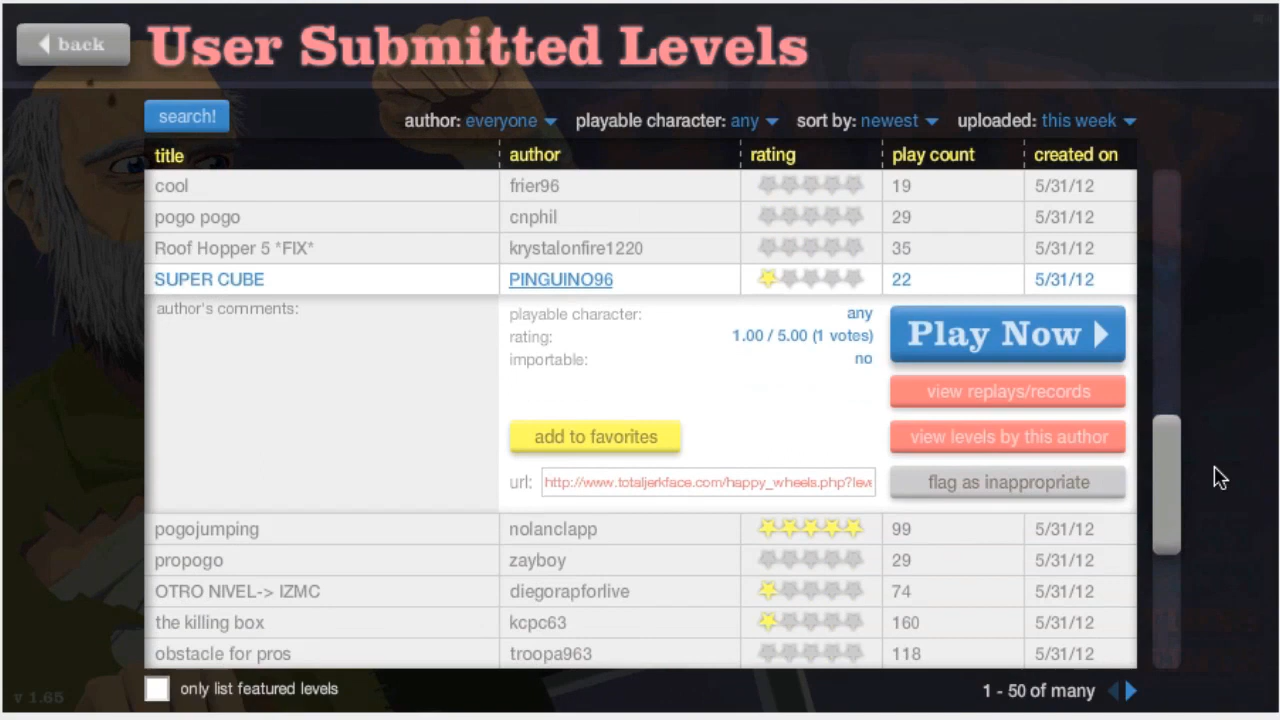 back
User Submitted Levels
search!
author: everyone playable character: any sort by: newest uploaded: this week
title author rating play count created on
cool frier96 19 5/31/12
pogo pogo cnphil 29 5/31/12
Roof Hopper 5 *FIX* krystalonfire1220 35 5/31/12
SUPER CUBE PINGUINO96 22 5/31/12
author's comments:
playable character: any
rating: 1.00 / 5.00 (1 votes)
importable: no
add to favorites
url: http://www.totaljerkface.com/happy_wheels.php?leve
Play Now
view replays/records
view levels by this author
flag as inappropriate
pogojumping nolanclapp 99 5/31/12
propogo zayboy 29 5/31/12
OTRO NIVEL-> IZMC diegorapforlive 74 5/31/12
the killing box kcpc63 160 5/31/12
obstacle for pros troopa963 118 5/31/12
only list featured levels
1 - 50 of many
v 1.65